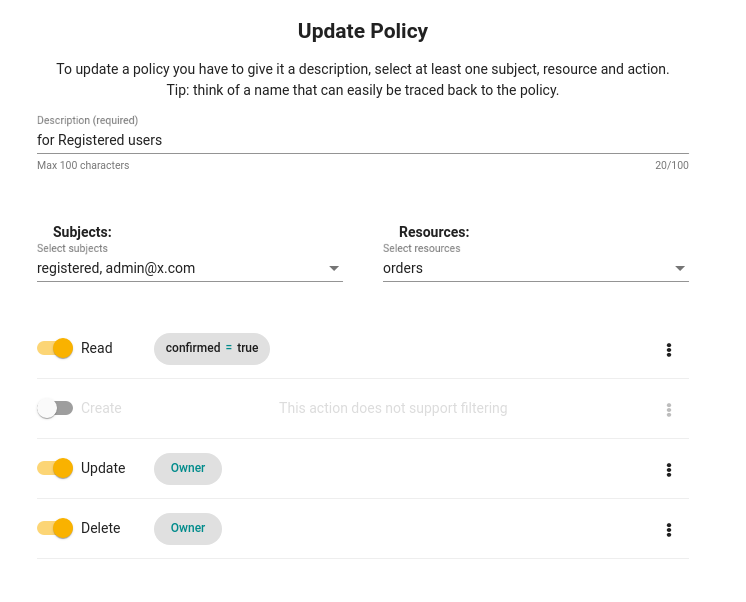 Update Policy
To update a policy you have to give it a description, select at least one subject, resource and action.
Tip: think of a name that can easily be traced back to the policy.
Description (required)
for Registered users
Max 100 characters 20/100
Subjects: Resources:
Select subjects Select resources
registered, admin@x.com orders
Read confirmed = true
Create This action does not support filtering
Update Owner
Delete Owner